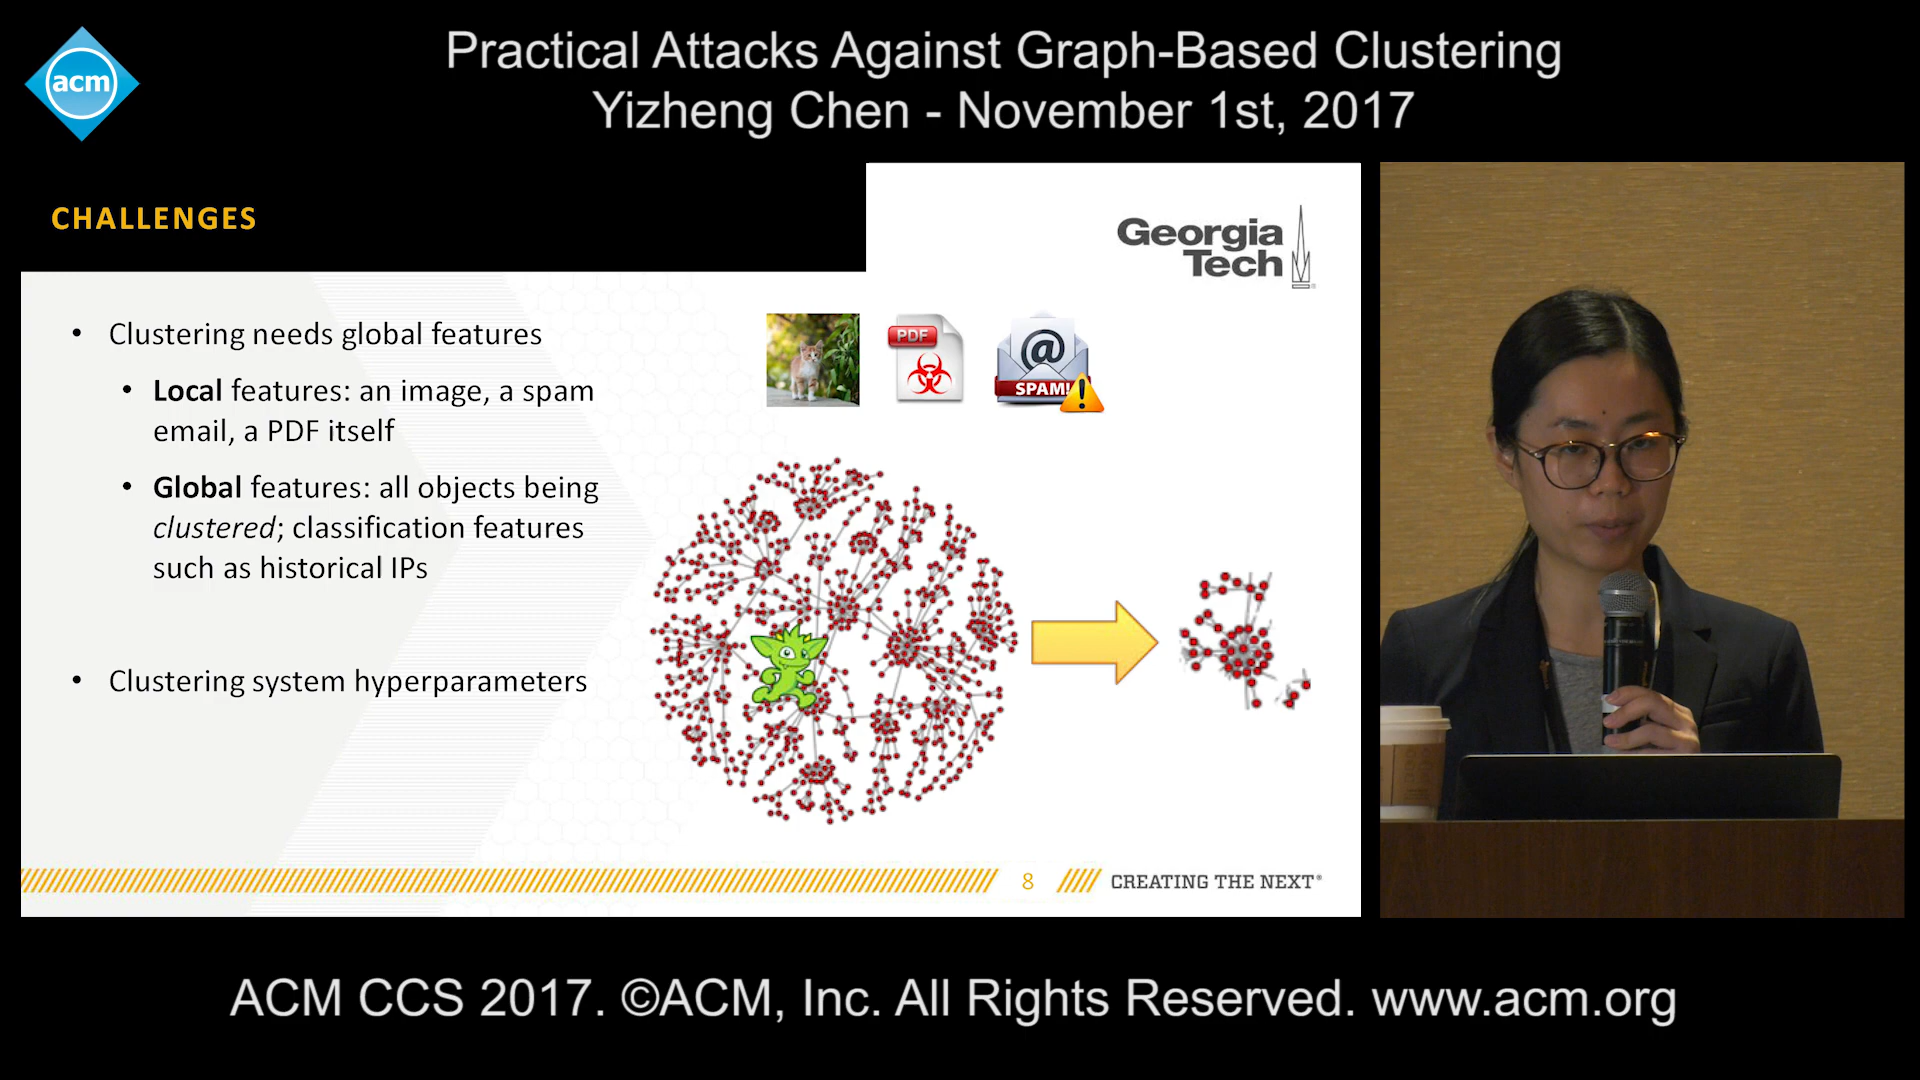 acm
Practical Attacks Against Graph-Based Clustering
Yizheng Chen - November 1st, 2017
CHALLENGES
Georgia
Tech
• Clustering needs global features
• Local features: an image, a spam
email, a PDF itself
• Global features: all objects being
clustered; classification features
such as historical IPs
• Clustering system hyperparameters
PDF
@
SPAM!
8
CREATING THE NEXT®
ACM CCS 2017. ©ACM, Inc. All Rights Reserved. www.acm.org